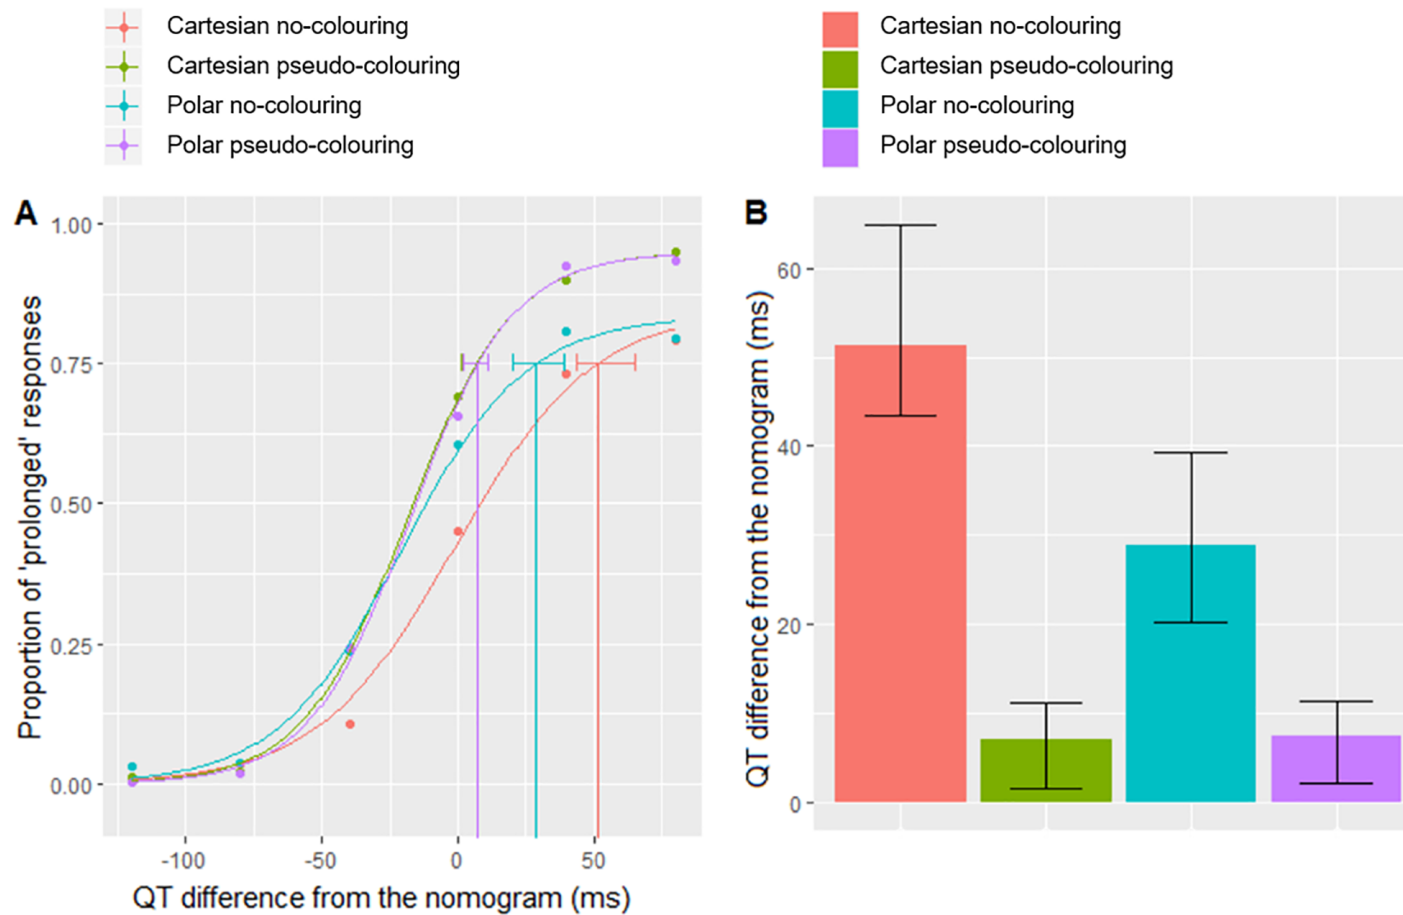 Cartesian no-colouring
Cartesian pseudo-colouring
Polar no-colouring
Polar pseudo-colouring
Cartesian no-colouring
Cartesian pseudo-colouring
Polar no-colouring
Polar pseudo-colouring
A
Proportion of 'prolonged' responses
1.00
0.75
0.50
0.25
0.00
-100
-50
0
50
QT difference from the nomogram (ms)
B
QT difference from the nomogram (ms)
60
40
20
0